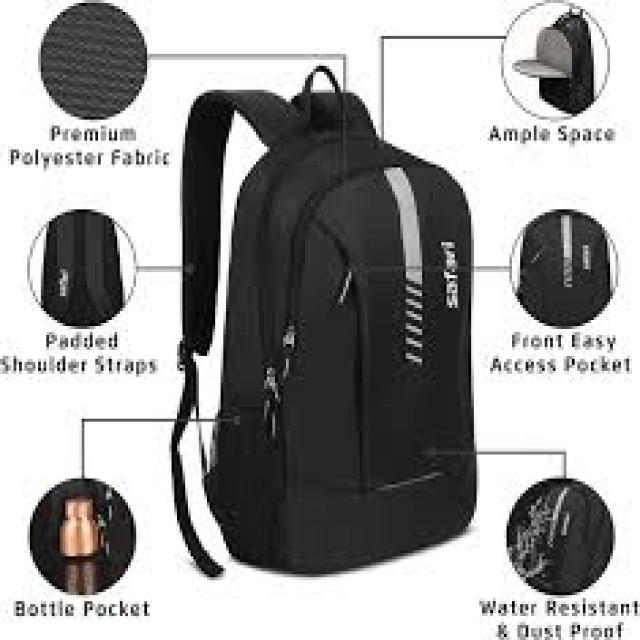 Premium
Polyester Fabric
Ample Space
safari
Padded
Shoulder Straps
Front Easy
Access Pocket
Bottle Pocket
Water Resistant
& Dust Proof